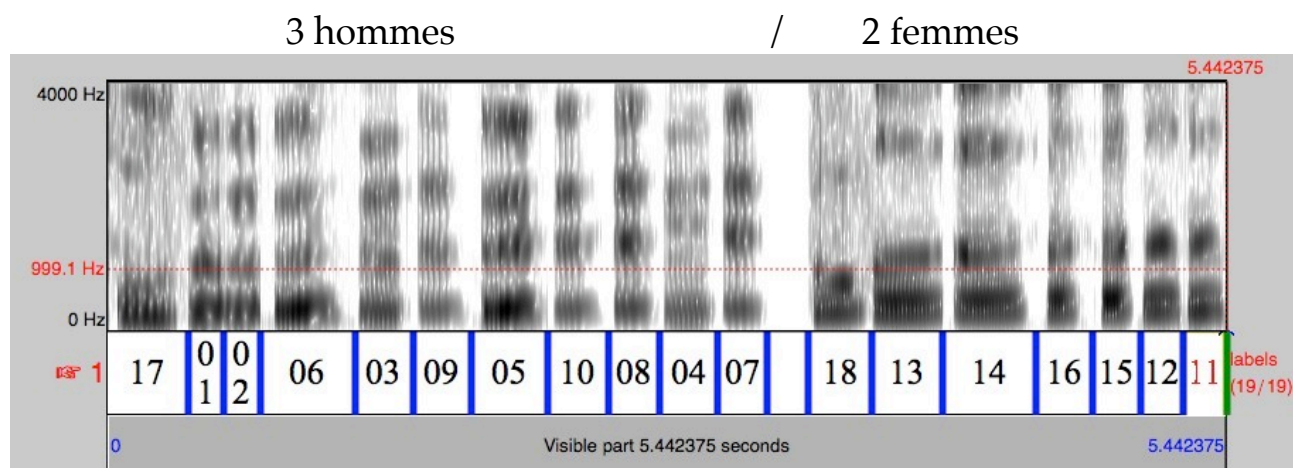 3 hommes / 2 femmes
5.442375
4000 Hz
999.1 Hz
0 Hz
☞ 1 17 01 02 06 03 09 05 10 08 04 07 18 13 14 16 15 12 11 labels
(19/19)
0 Visible part 5.442375 seconds 5.442375